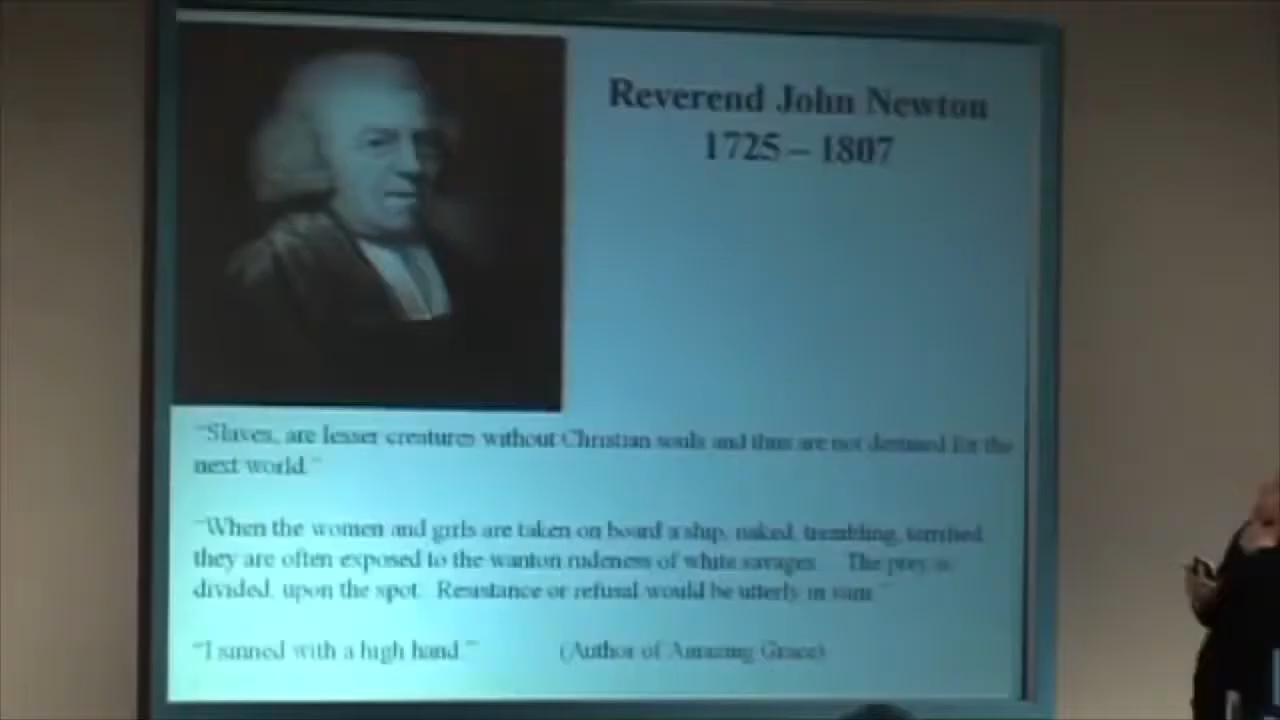 Reverend John Newton
1725 – 1807
"Slaves, are lesser creatures without Christian souls and thus are not destined for the
next world."
"When the women and girls are taken on board a ship, naked, trembling, terrified,
they are often exposed to the wanton rudeness of white savages. The prey is
divided, upon the spot. Resistance or refusal would be utterly in vain."
"I sinned with a high hand." (Author of Amazing Grace)